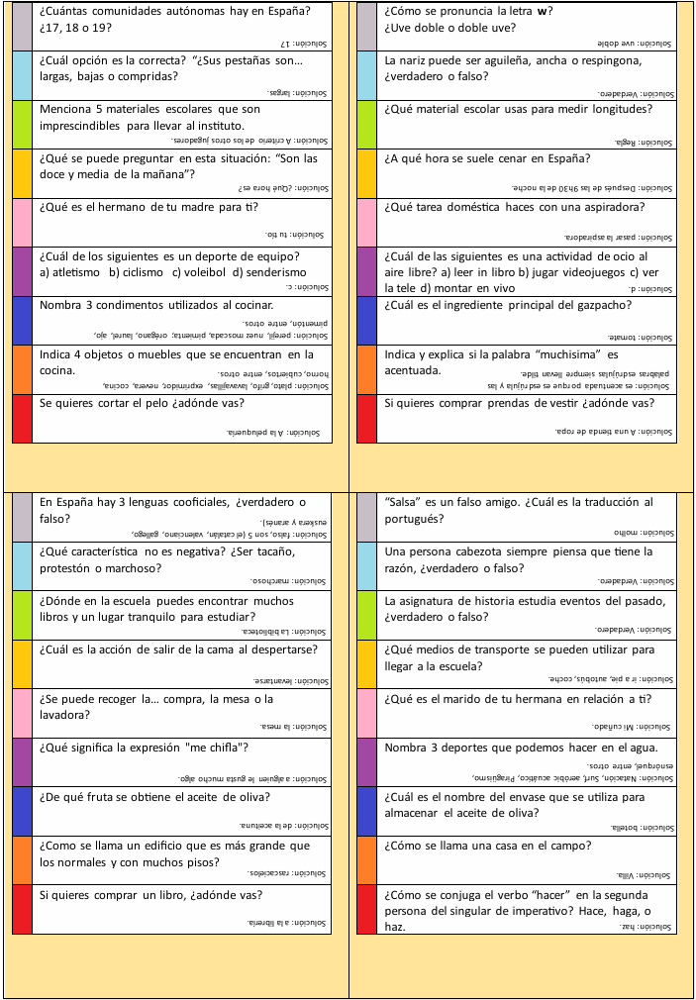 ¿Cuántas comunidades autónomas hay en España?
¿17, 18 o 19?
Solución: 17
¿Cuál opción es la correcta? “¿Sus pestañas son…
largas, bajas o compridas?
Solución: largas.
Menciona 5 materiales escolares que son
imprescindibles para llevar al instituto.
Solución: A criterio de los otros jugadores.
¿Qué se puede preguntar en esta situación: “Son las
doce y media de la mañana”?
Solución: ¿Qué hora es?
¿Qué es el hermano de tu madre para ti?
Solución: tu tío.
¿Cuál de los siguientes es un deporte de equipo?
a) atletismo b) ciclismo c) voleibol d) senderismo
Solución: c.
Nombra 3 condimentos utilizados al cocinar.
Solución: perejil, nuez moscada, pimienta; orégano, laurel, ajo,
pimentón, entre otros.
Indica 4 objetos o muebles que se encuentran en la
cocina.
Solución: plato, grifo, lavavajillas, exprimidor, nevera, cocina,
horno, cubiertos, entre otros.
Se quieres cortar el pelo ¿adónde vas?
Solución: A la peluquería.
¿Cómo se pronuncia la letra w?
¿Uve doble o doble uve?
Solución: uve doble
La nariz puede ser aguileña, ancha o respingona,
¿verdadero o falso?
Solución: Verdadero.
¿Qué material escolar usas para medir longitudes?
Solución: Regla.
¿A qué hora se suele cenar en España?
Solución: Después de las 9h30 de la noche.
¿Qué tarea doméstica haces con una aspiradora?
Solución: pasar la aspiradora.
¿Cuál de las siguientes es una actividad de ocio al
aire libre? a) leer in libro b) jugar videojuegos c) ver
la tele d) montar en vivo
Solución: d.
¿Cuál es el ingrediente principal del gazpacho?
Solución: tomate.
Indica y explica si la palabra “muchisima” es
acentuada.
Solución: es acentuada porque es esdrújula y las
palabras esdrújulas siempre llevan tilde.
Si quieres comprar prendas de vestir ¿adónde vas?
Solución: A una tienda de ropa.
En España hay 3 lenguas cooficiales, ¿verdadero o
falso?
Solución: falso, son 5 (el catalán, valenciano, gallego,
euskera y aranés).
¿Qué característica no es negativa? ¿Ser tacaño,
protestón o marchoso?
Solución: marchoso.
¿Dónde en la escuela puedes encontrar muchos
libros y un lugar tranquilo para estudiar?
Solución: La biblioteca.
¿Cuál es la acción de salir de la cama al despertarse?
Solución: levantarse.
¿Se puede recoger la… compra, la mesa o la
lavadora?
Solución: la mesa.
¿Qué significa la expresión "me chifla"?
Solución: a alguien le gusta mucho algo.
¿De qué fruta se obtiene el aceite de oliva?
Solución: de la aceituna.
¿Como se llama un edificio que es más grande que
los normales y con muchos pisos?
Solución: rascacielos.
Si quieres comprar un libro, ¿adónde vas?
Solución: a la librería.
“Salsa” es un falso amigo. ¿Cuál es la traducción al
portugués?
Solución: molho
Una persona cabezota siempre piensa que tiene la
razón, ¿verdadero o falso?
Solución: Verdadero.
La asignatura de historia estudia eventos del pasado,
¿verdadero o falso?
Solución: Verdadero.
¿Qué medios de transporte se pueden utilizar para
llegar a la escuela?
Solución: ir a pie, autobús, coche.
¿Qué es el marido de tu hermana en relación a ti?
Solución: Mi cuñado.
Nombra 3 deportes que podemos hacer en el agua.
Solución: Natación, Surf, aeróbic acuático, Piragüismo,
esnórquel, entre otros.
¿Cuál es el nombre del envase que se utiliza para
almacenar el aceite de oliva?
Solución: botella.
¿Cómo se llama una casa en el campo?
Solución: Villa.
¿Cómo se conjuga el verbo “hacer” en la segunda
persona del singular de imperativo? Hace, haga, o
haz.
Solución: haz.